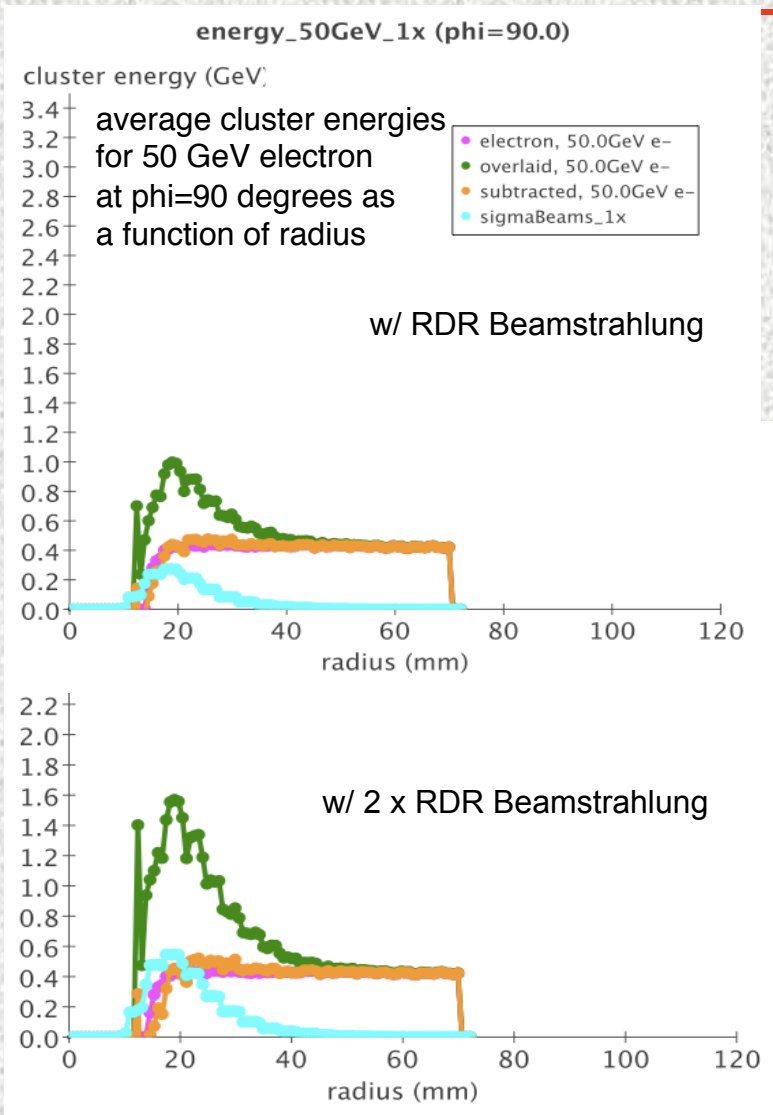 energy_50GeV_1x (phi=90.0)
cluster energy (GeV)
3.4
3.2
3.0
2.8
2.6
2.4
2.2
2.0
1.8
1.6
1.4
1.2
1.0
0.8
0.6
0.4
0.2
0.0
average cluster energies
for 50 GeV electron
at phi=90 degrees as
a function of radius
electron, 50.0GeV e-
overlaid, 50.0GeV e-
subtracted, 50.0GeV e-
sigmaBeams_1x
w/ RDR Beamstrahlung
0 20 40 60 80 100 120
radius (mm)
2.2
2.0
1.8
1.6
1.4
1.2
1.0
0.8
0.6
0.4
0.2
0.0
w/ 2 x RDR Beamstrahlung
0 20 40 60 80 100 120
radius (mm)